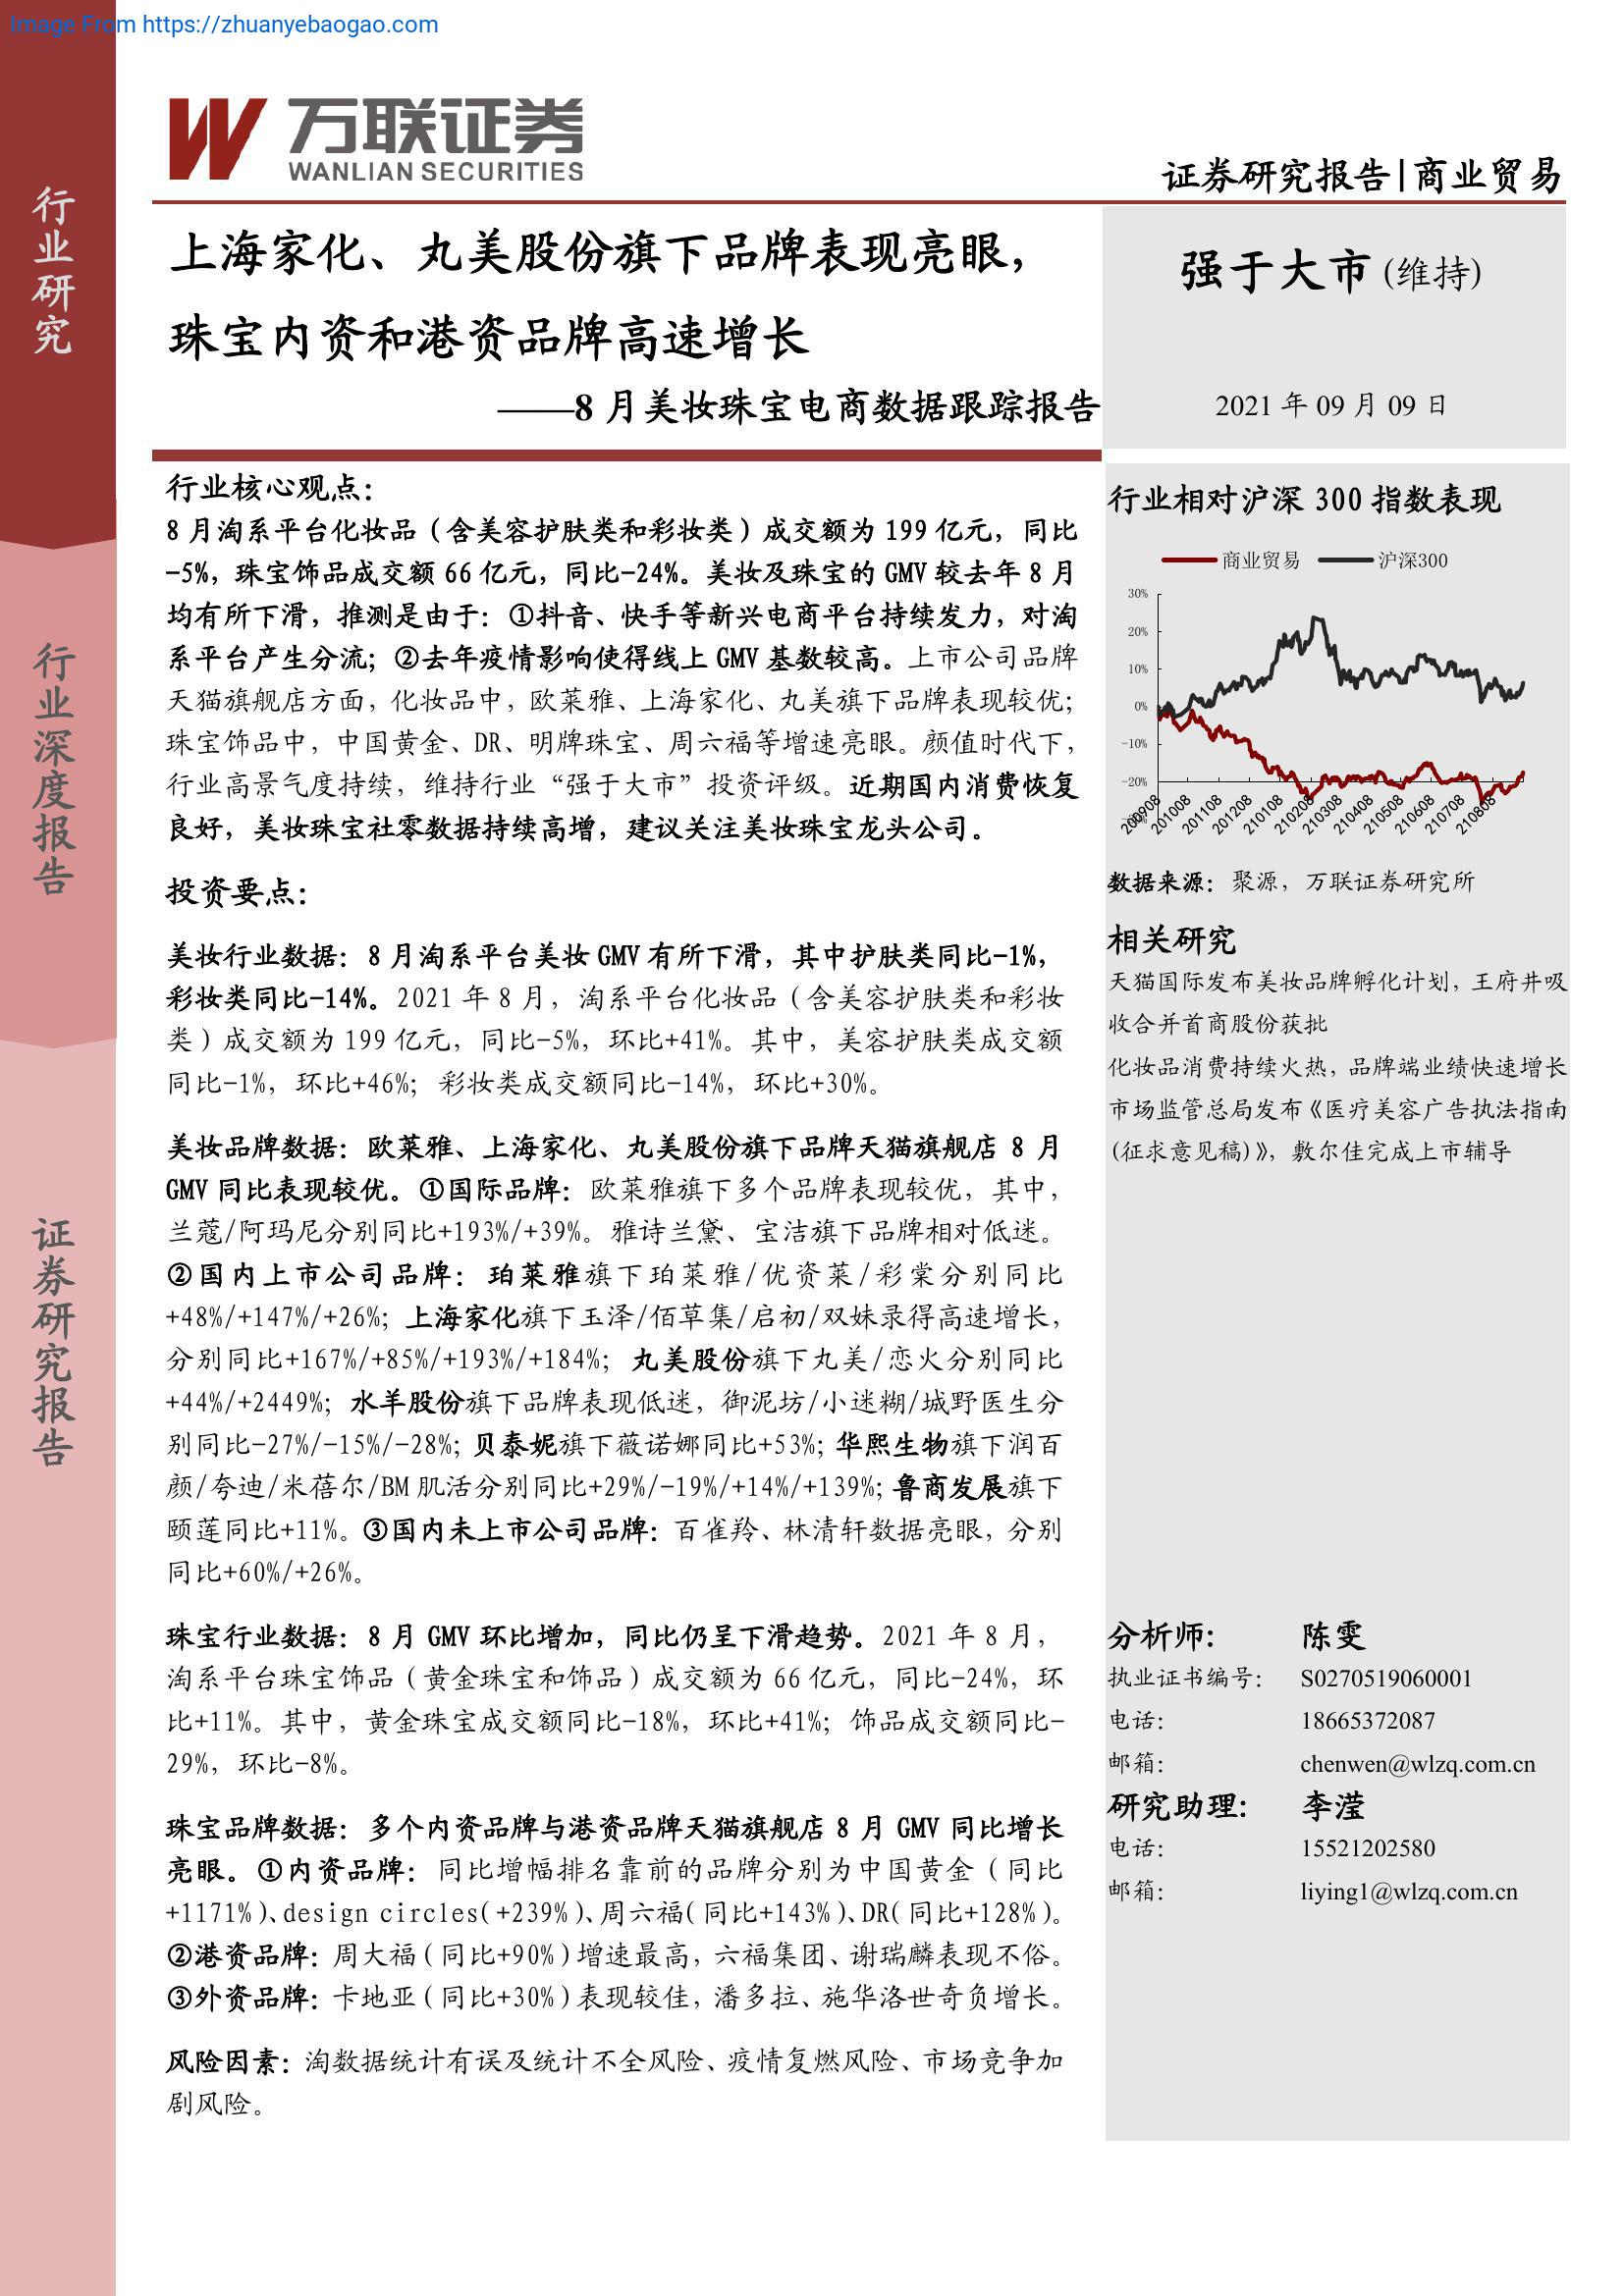 Image From https://zhuanyebaogao.com
万联证券
WANLIAN SECURITIES
证券研究报告|商业贸易
行业研究
行业深度报告
证券研究报告
上海家化、丸美股份旗下品牌表现亮眼，
珠宝内资和港资品牌高速增长
——8 月美妆珠宝电商数据跟踪报告
强于大市(维持)
2021 年 09 月 09 日
行业核心观点：
8 月淘系平台化妆品（含美容护肤类和彩妆类）成交额为 199 亿元，同比
-5%，珠宝饰品成交额 66 亿元，同比-24%。美妆及珠宝的 GMV 较去年 8 月
均有所下滑，推测是由于：①抖音、快手等新兴电商平台持续发力，对淘
系平台产生分流；②去年疫情影响使得线上 GMV 基数较高。上市公司品牌
天猫旗舰店方面，化妆品中，欧莱雅、上海家化、丸美旗下品牌表现较优；
珠宝饰品中，中国黄金、DR、明牌珠宝、周六福等增速亮眼。颜值时代下，
行业高景气度持续，维持行业“强于大市”投资评级。近期国内消费恢复
良好，美妆珠宝社零数据持续高增，建议关注美妆珠宝龙头公司。
投资要点：
美妆行业数据：8 月淘系平台美妆 GMV 有所下滑，其中护肤类同比-1%，
彩妆类同比-14%。2021 年 8 月，淘系平台化妆品（含美容护肤类和彩妆
类）成交额为 199 亿元，同比-5%，环比+41%。其中，美容护肤类成交额
同比-1%，环比+46%；彩妆类成交额同比-14%，环比+30%。
美妆品牌数据：欧莱雅、上海家化、丸美股份旗下品牌天猫旗舰店 8 月
GMV 同比表现较优。①国际品牌：欧莱雅旗下多个品牌表现较优，其中，
兰蔻/阿玛尼分别同比+193%/+39%。雅诗兰黛、宝洁旗下品牌相对低迷。
②国内上市公司品牌：珀莱雅旗下珀莱雅/优资莱/彩棠分别同比
+48%/+147%/+26%；上海家化旗下玉泽/佰草集/启初/双妹录得高速增长，
分别同比+167%/+85%/+193%/+184%；丸美股份旗下丸美/恋火分别同比
+44%/+2449%；水羊股份旗下品牌表现低迷，御泥坊/小迷糊/城野医生分
别同比-27%/-15%/-28%；贝泰妮旗下薇诺娜同比+53%；华熙生物旗下润百
颜/夸迪/米蓓尔/BM 肌活分别同比+29%/-19%/+14%/+139%；鲁商发展旗下
颐莲同比+11%。③国内未上市公司品牌：百雀羚、林清轩数据亮眼，分别
同比+60%/+26%。
珠宝行业数据：8 月 GMV 环比增加，同比仍呈下滑趋势。2021 年 8 月，
淘系平台珠宝饰品（黄金珠宝和饰品）成交额为 66 亿元，同比-24%，环
比+11%。其中，黄金珠宝成交额同比-18%，环比+41%；饰品成交额同比-
29%，环比-8%。
珠宝品牌数据：多个内资品牌与港资品牌天猫旗舰店 8 月 GMV 同比增长
亮眼。①内资品牌：同比增幅排名靠前的品牌分别为中国黄金（同比
+1171%）、design circles(+239%)、周六福(同比+143%)、DR(同比+128%)。
②港资品牌：周大福（同比+90%）增速最高，六福集团、谢瑞麟表现不俗。
③外资品牌：卡地亚（同比+30%）表现较佳，潘多拉、施华洛世奇负增长。
风险因素：淘数据统计有误及统计不全风险、疫情复燃风险、市场竞争加
剧风险。
行业相对沪深 300 指数表现
商业贸易 沪深300
30%
20%
10%
0%
-10%
-20%
200908 201008 201108 201208 210108 210208 210308 210408 210508 210608 210708 210808
数据来源：聚源，万联证券研究所
相关研究
天猫国际发布美妆品牌孵化计划，王府井吸
收合并首商股份获批
化妆品消费持续火热，品牌端业绩快速增长
市场监管总局发布《医疗美容广告执法指南
(征求意见稿)》，敷尔佳完成上市辅导
分析师： 陈雯
执业证书编号： S0270519060001
电话： 18665372087
邮箱： chenwen@wlzq.com.cn
研究助理： 李滢
电话： 15521202580
邮箱： liying1@wlzq.com.cn